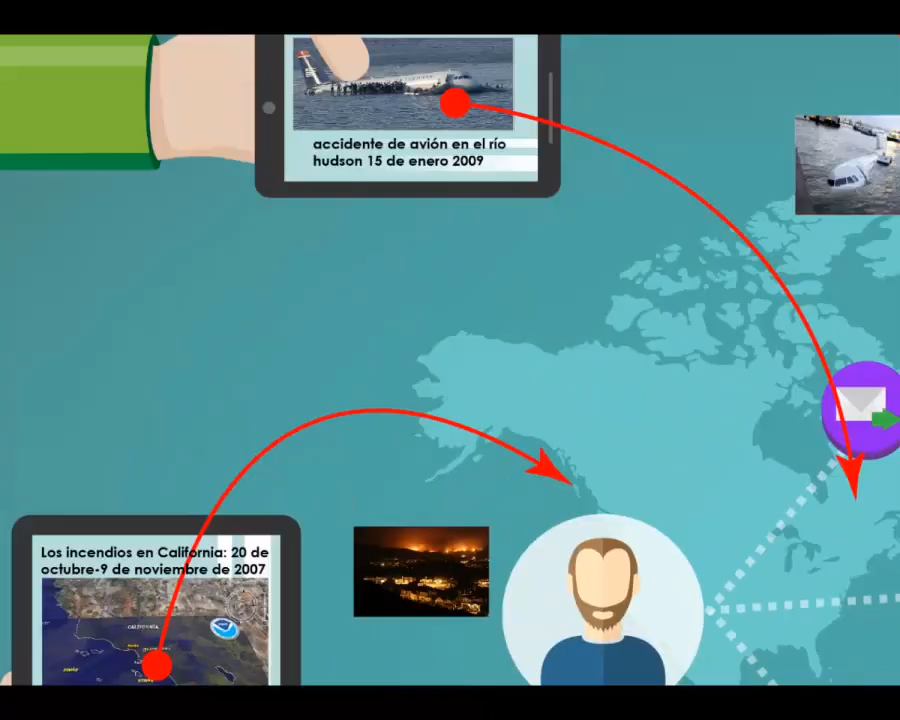 accidente de avión en el río
hudson 15 de enero 2009
Los incendios en California: 20 de
octubre-9 de noviembre de 2007
CALIFORNIA